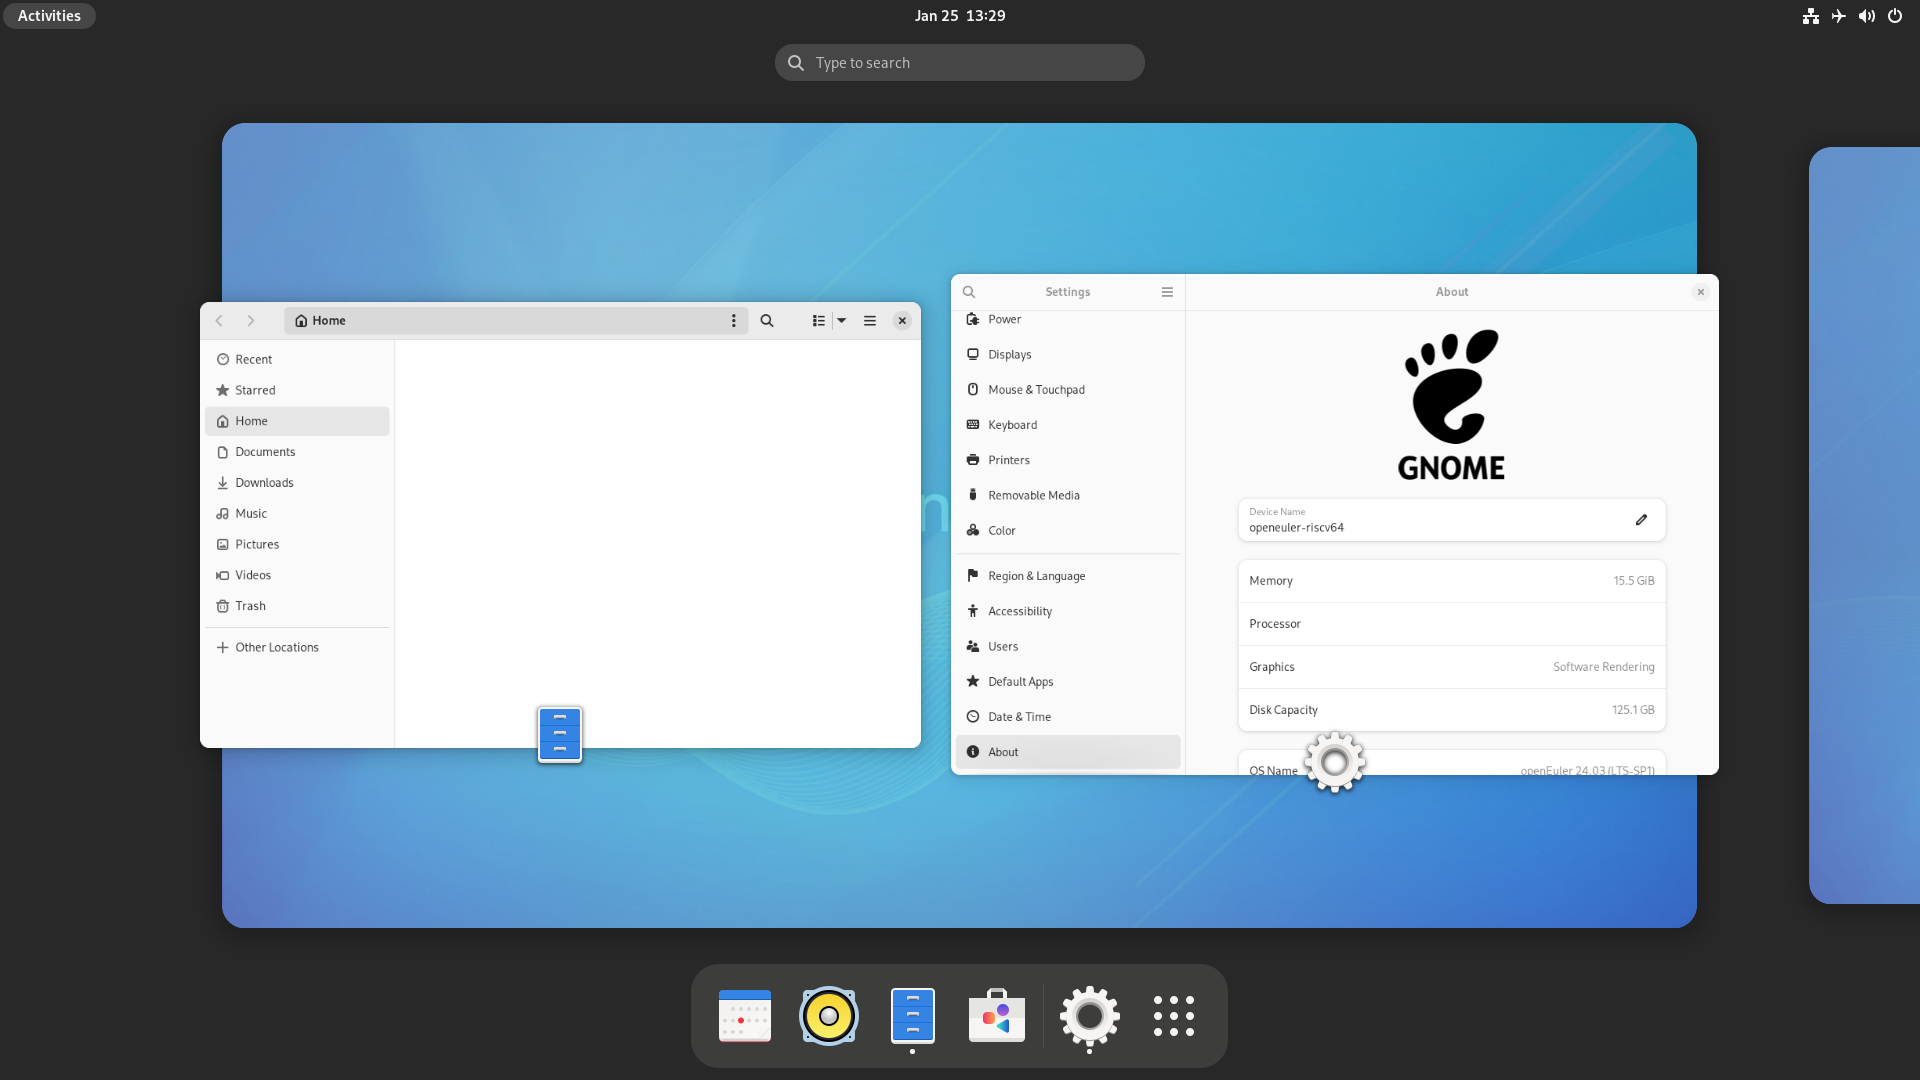 Activities
Jan 25 13:29
Type to search
Home
Recent
Starred
Home
Documents
Downloads
Music
Pictures
Videos
Trash
Other Locations
n
Settings
Power
Displays
Mouse & Touchpad
Keyboard
Printers
Removable Media
Color
Region & Language
Accessibility
Users
Default Apps
Date & Time
About
About
GNOME
Device Name
openeuler-riscv64
Memory 15.5 GiB
Processor
Graphics Software Rendering
Disk Capacity 125.1 GB
OS Name openEuler 24.03 (LTS-SP1)